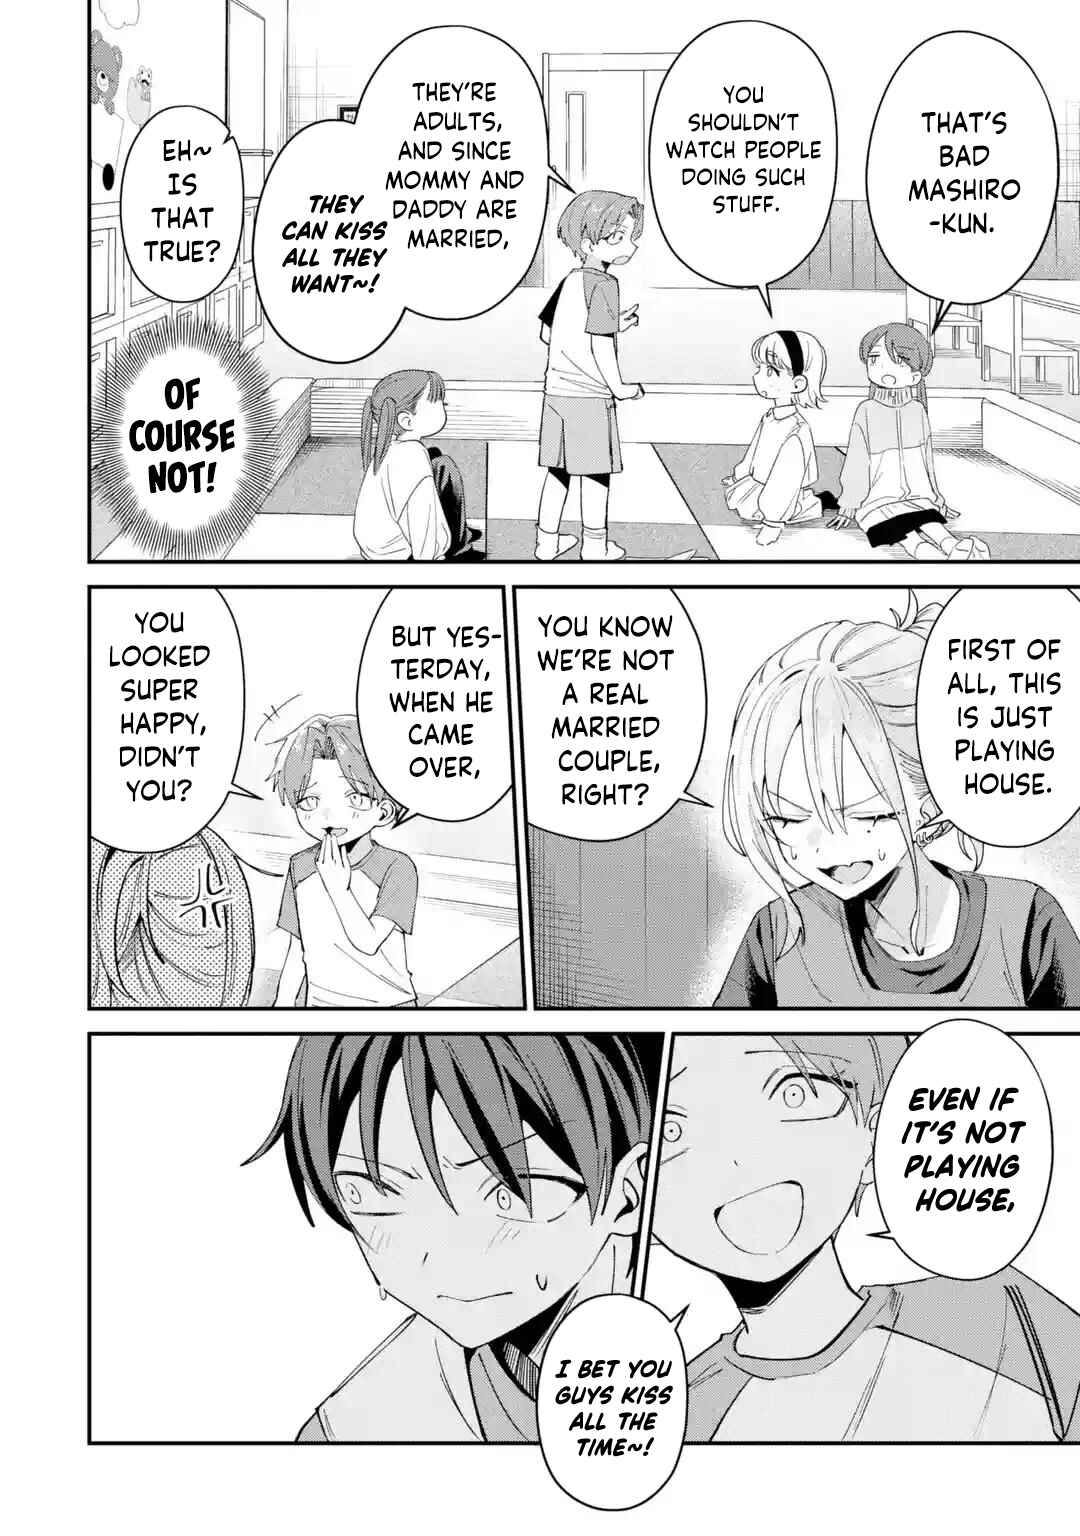 THAT'S
BAD
MASHIRO
-KUN.
YOU
SHOULDN'T
WATCH PEOPLE
DOING SUCH
STUFF.
THEY'RE
ADULTS,
AND SINCE
MOMMY AND
DADDY ARE
MARRIED,
THEY
CAN KISS
ALL THEY
WANT~!
EH~
IS
THAT
TRUE?
OF
COURSE
NOT!
FIRST OF
ALL, THIS
IS JUST
PLAYING
HOUSE.
YOU KNOW
WE'RE NOT
A REAL
MARRIED
COUPLE,
RIGHT?
BUT YES-
TERDAY,
WHEN HE
CAME
OVER,
YOU
LOOKED
SUPER
HAPPY,
DIDN'T
YOU?
EVEN IF
IT'S NOT
PLAYING
HOUSE,
I BET YOU
GUYS KISS
ALL THE
TIME~!